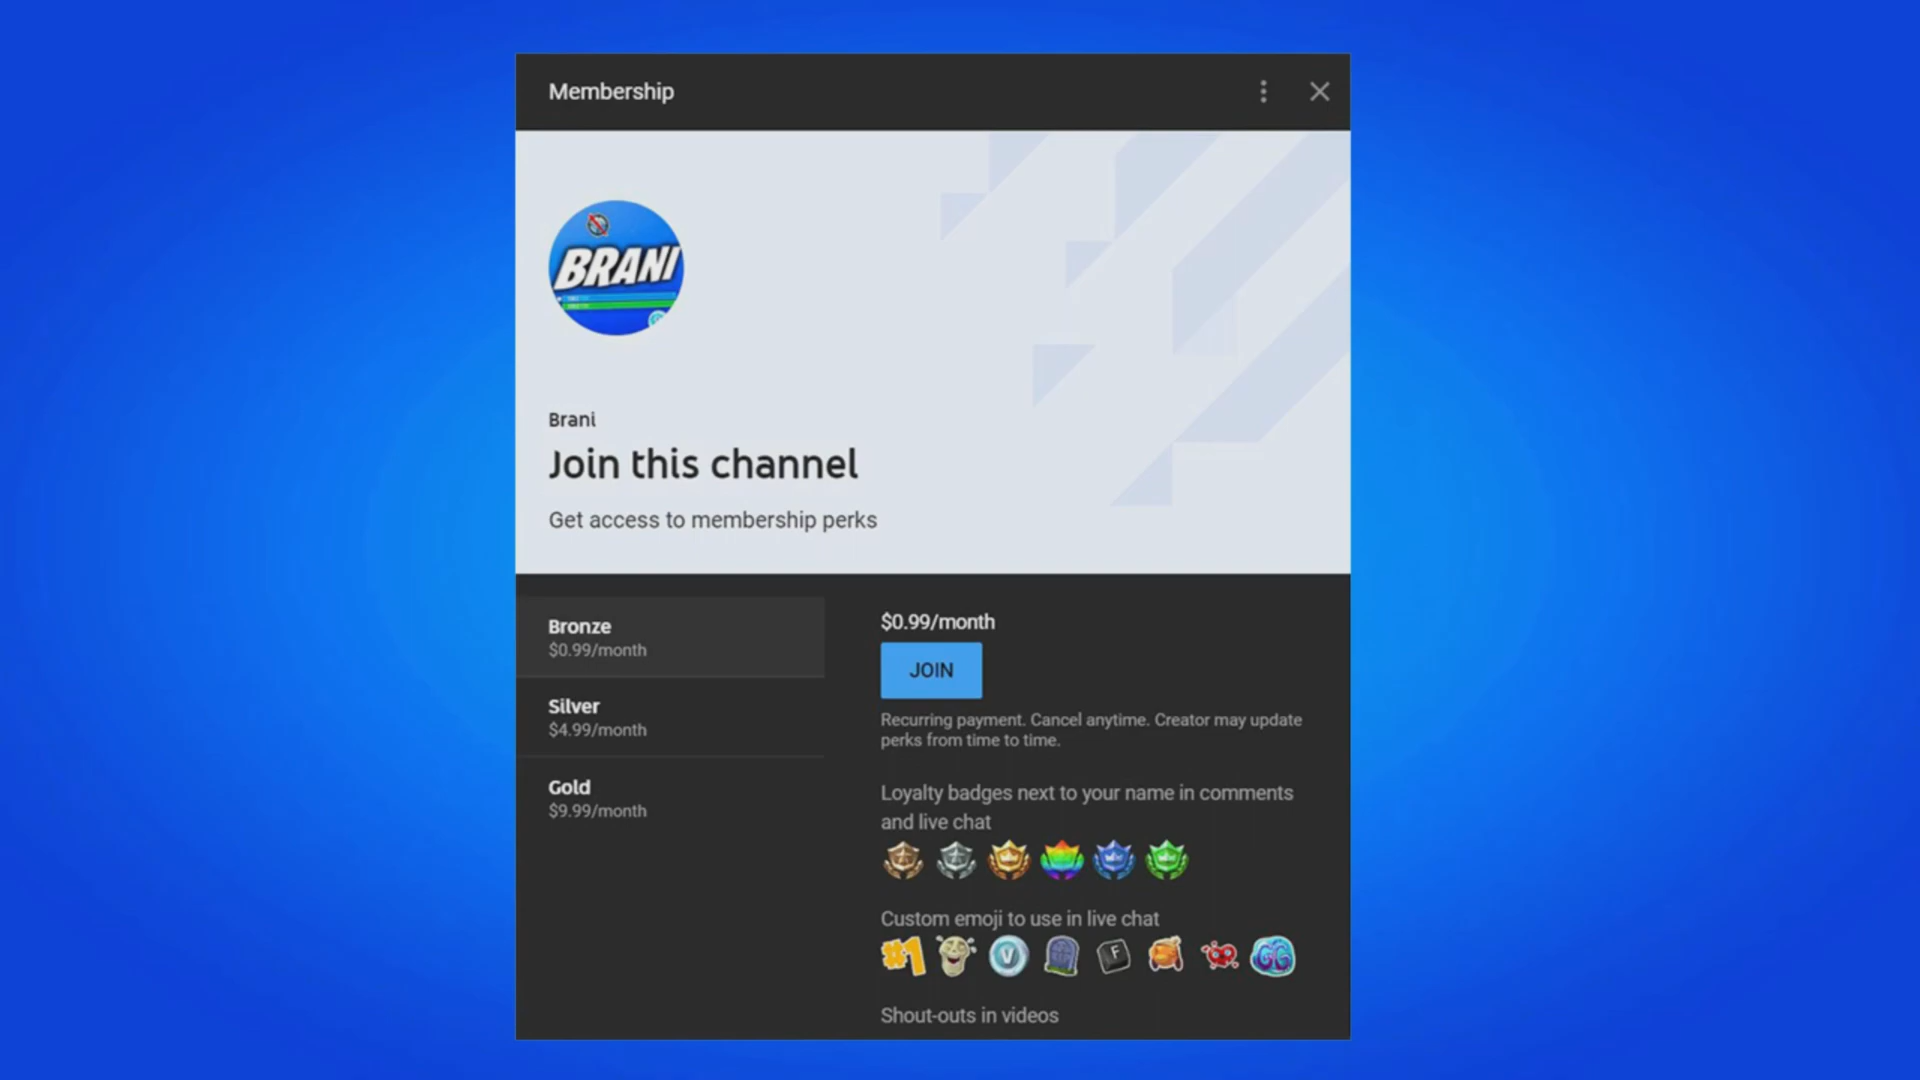 Membership
BRANI
Brani
Join this channel
Get access to membership perks
Bronze
$0.99/month
Silver
$4.99/month
Gold
$9.99/month
$0.99/month
JOIN
Recurring payment. Cancel anytime. Creator may update
perks from time to time.
Loyalty badges next to your name in comments
and live chat
Custom emoji to use in live chat
#1
V
RIP
F
GG
Shout-outs in videos